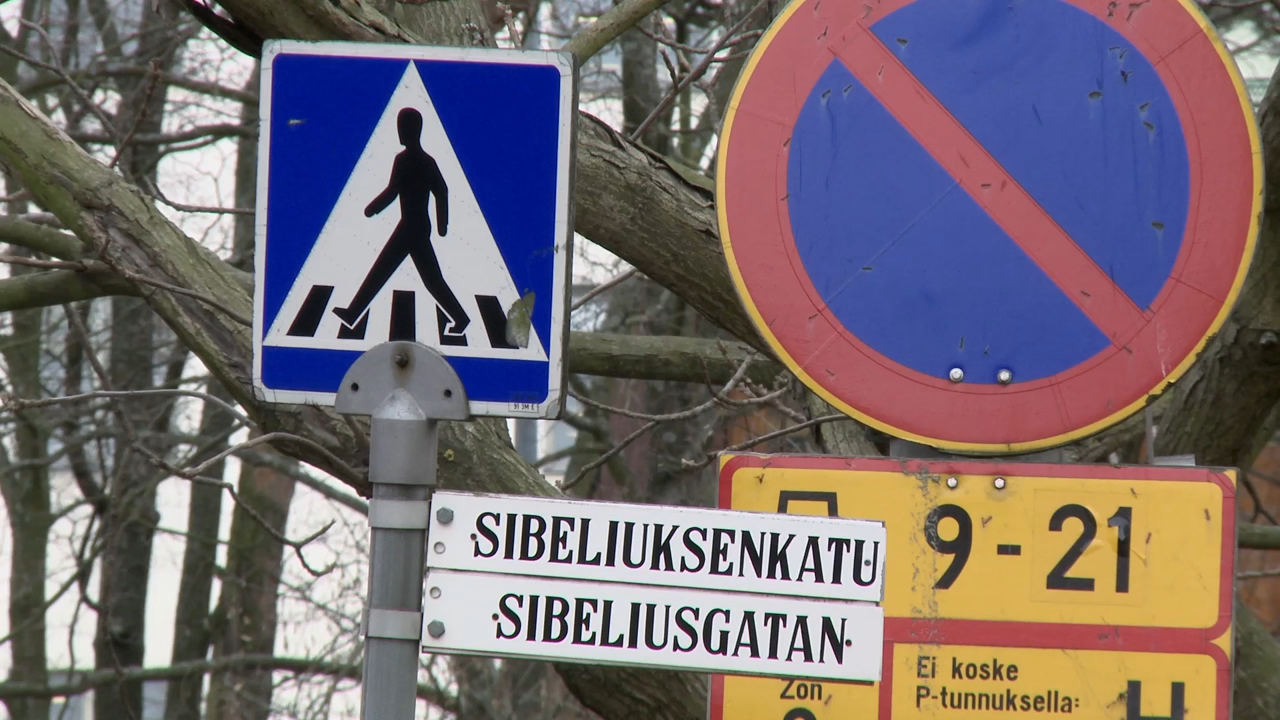 SIBELIUKSENKATU
SIBELIUSGATAN
9-21
Zon
Ei koske
P-tunnuksella:
H